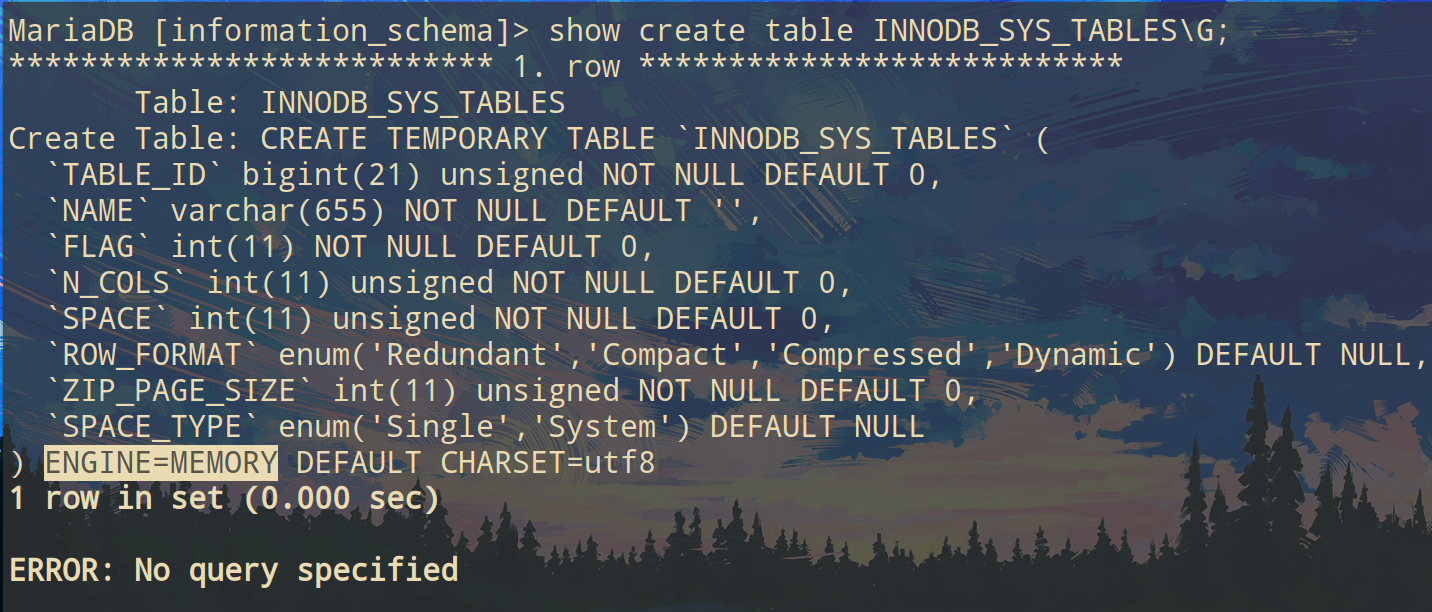 MariaDB [information_schema]> show create table INNODB_SYS_TABLES\G;
*************************** 1. row ***************************
       Table: INNODB_SYS_TABLES
Create Table: CREATE TEMPORARY TABLE `INNODB_SYS_TABLES` (
  `TABLE_ID` bigint(21) unsigned NOT NULL DEFAULT 0,
  `NAME` varchar(655) NOT NULL DEFAULT '',
  `FLAG` int(11) NOT NULL DEFAULT 0,
  `N_COLS` int(11) unsigned NOT NULL DEFAULT 0,
  `SPACE` int(11) unsigned NOT NULL DEFAULT 0,
  `ROW_FORMAT` enum('Redundant','Compact','Compressed','Dynamic') DEFAULT NULL,
  `ZIP_PAGE_SIZE` int(11) unsigned NOT NULL DEFAULT 0,
  `SPACE_TYPE` enum('Single','System') DEFAULT NULL
) ENGINE=MEMORY DEFAULT CHARSET=utf8
1 row in set (0.000 sec)

ERROR: No query specified